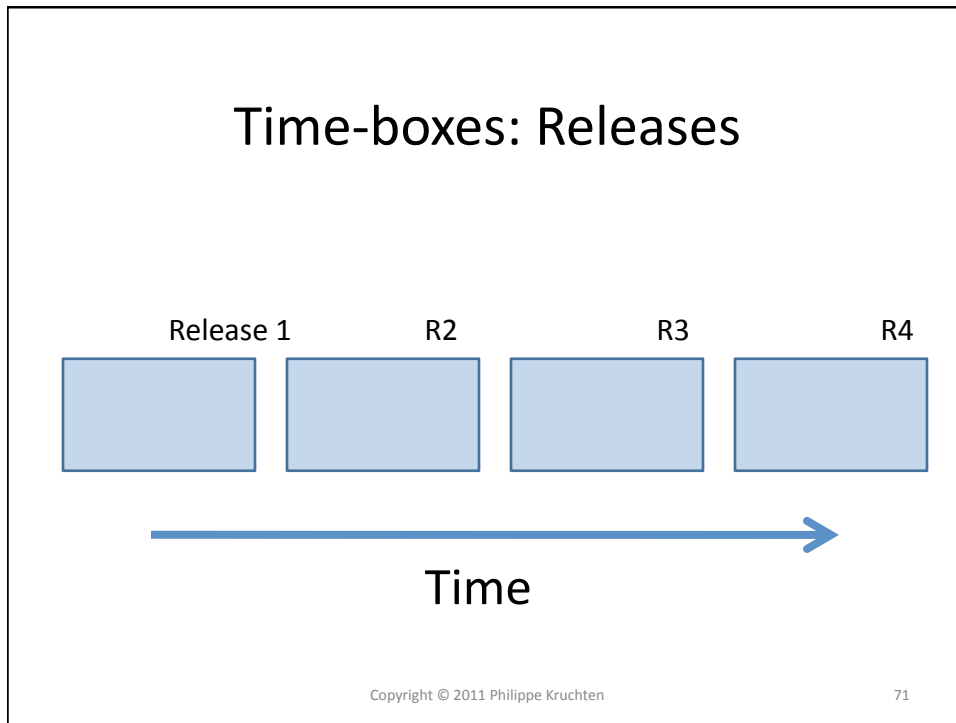 Time-boxes: Releases
Release 1 R2 R3 R4
Time
Copyright © 2011 Philippe Kruchten 71